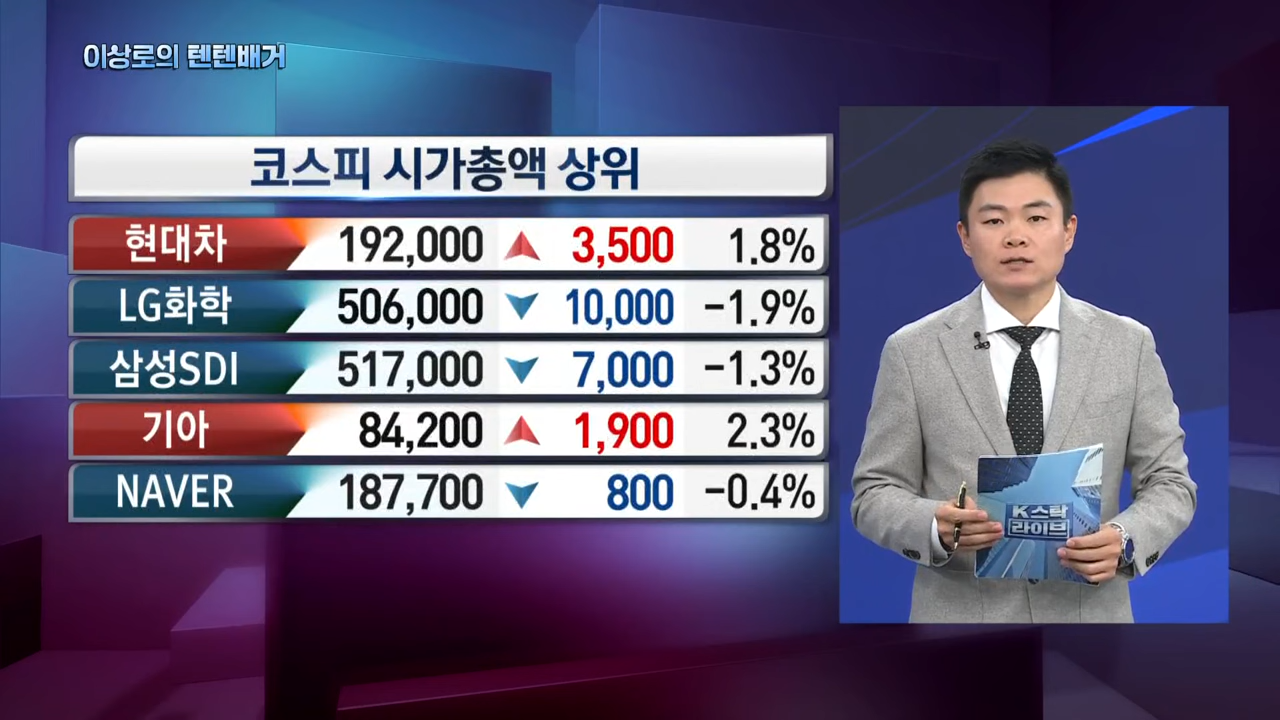 이상로의 텐텐배거
코스피 시가총액 상위
현대차 192,000 ▲ 3,500 1.8%
LG화학 506,000 ▼ 10,000 -1.9%
삼성SDI 517,000 ▼ 7,000 -1.3%
기아 84,200 ▲ 1,900 2.3%
NAVER 187,700 ▼ 800 -0.4%
K스탁
라이브